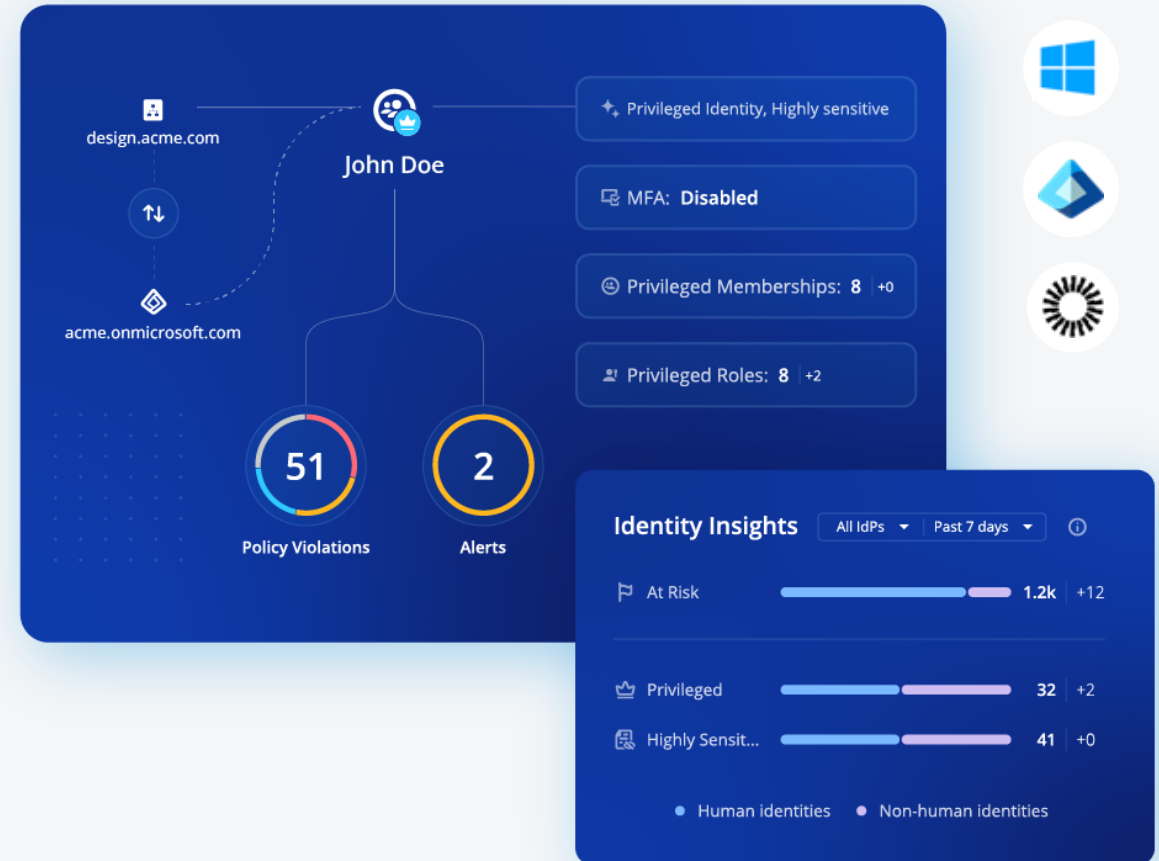 design.acme.com
John Doe
acme.onmicrosoft.com
Privileged Identity, Highly sensitive
MFA: Disabled
Privileged Memberships: 8 +0
Privileged Roles: 8 +2
51
Policy Violations
2
Alerts
Identity Insights All IdPs Past 7 days
At Risk 1.2k +12
Privileged 32 +2
Highly Sensit... 41 +0
Human identities Non-human identities